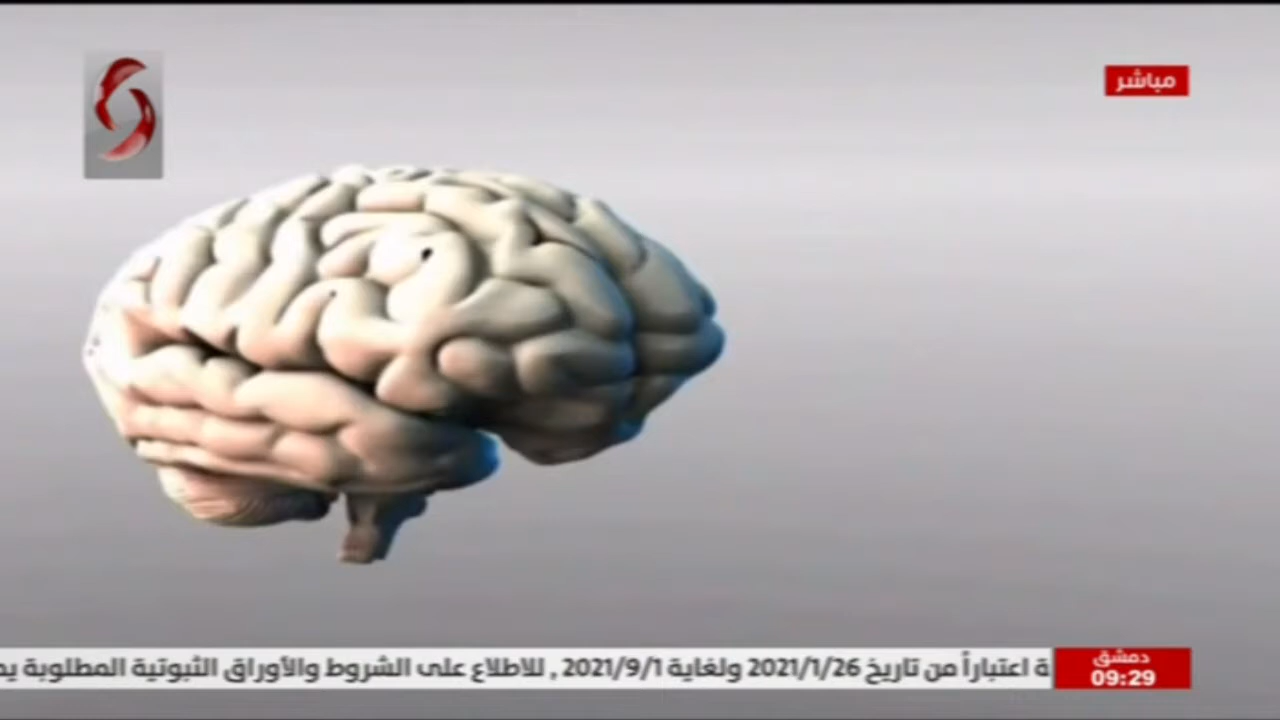 مباشر
ة اعتباراً من تاريخ 2021/1/26 ولغاية 2021/9/1 , للاطلاع على الشروط والأوراق الثبوتية المطلوبة
دمشق
09:29